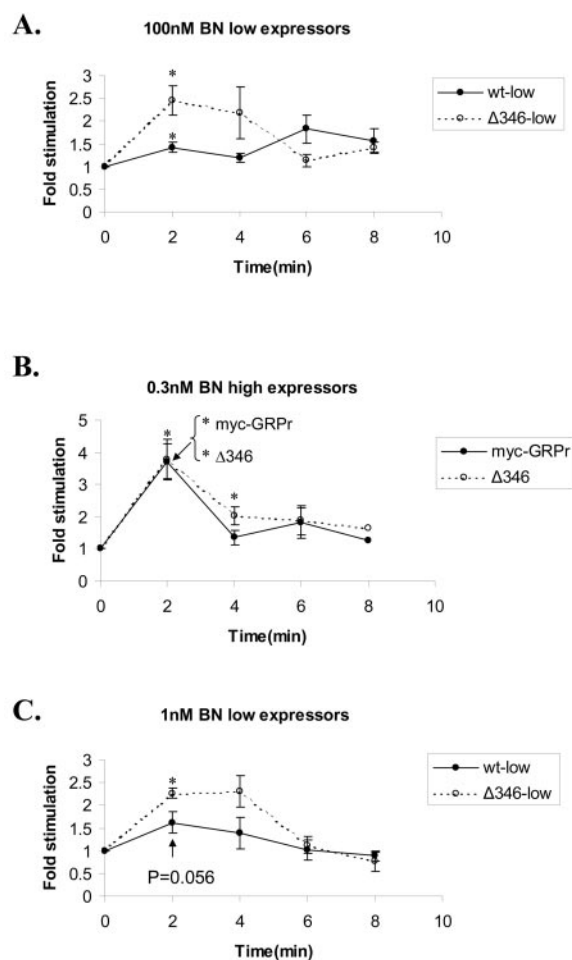 A.
100nM BN low expressors
Fold stimulation
3
2.5
2
1.5
1
0.5
0
*
*
0 2 4 6 8 10
Time(min)
wt-low
Δ346-low
B.
0.3nM BN high expressors
Fold stimulation
5
4
3
2
1
0
*
* myc-GRPr
* Δ346
*
0 2 4 6 8 10
Time(min)
myc-GRPr
Δ346
C.
1nM BN low expressors
Fold stimulation
3
2.5
2
1.5
1
0.5
0
*
P=0.056
0 2 4 6 8 10
Time(min)
wt-low
Δ346-low